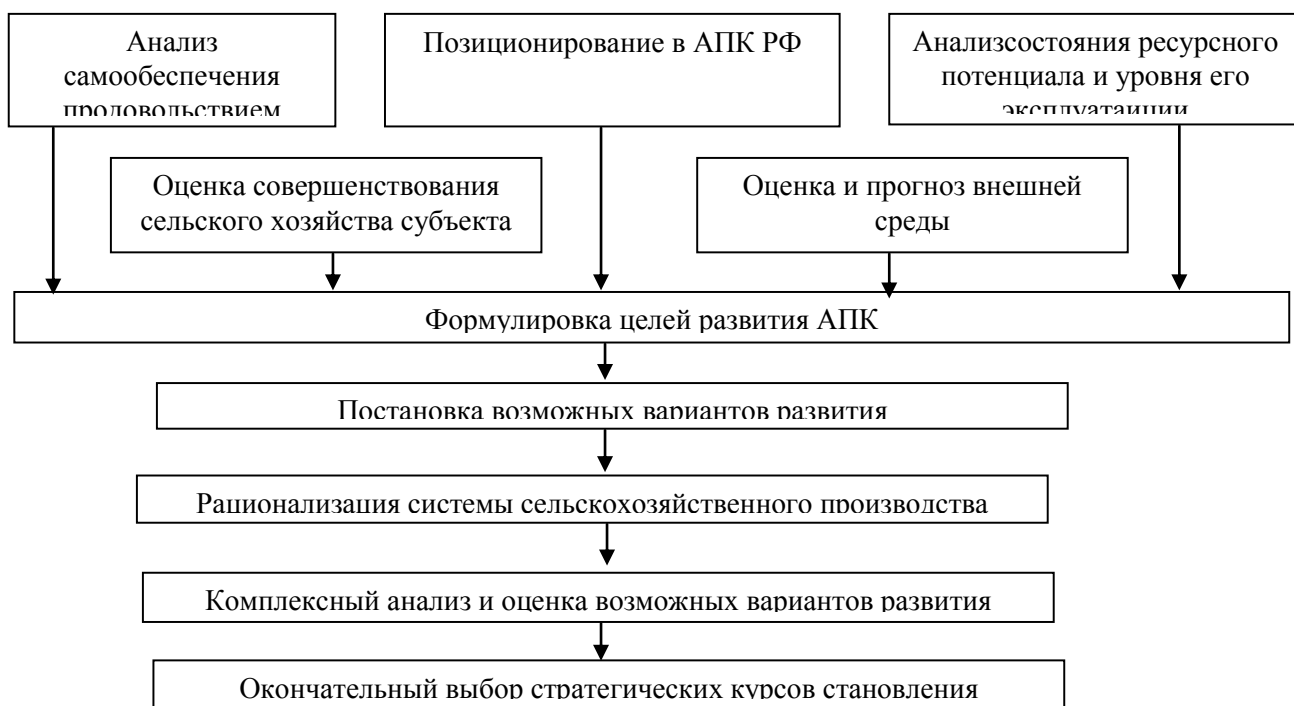 Анализ
самообеспечения
продовольствием
Позиционирование в АПК РФ
Анализсостояния ресурсного
потенциала и уровня его
эксплуатаиции
Оценка совершенствования
сельского хозяйства субъекта
Оценка и прогноз внешней
среды
Формулировка целей развития АПК
Постановка возможных вариантов развития
Рационализация системы сельскохозяйственного производства
Комплексный анализ и оценка возможных вариантов развития
Окончательный выбор стратегических курсов становления